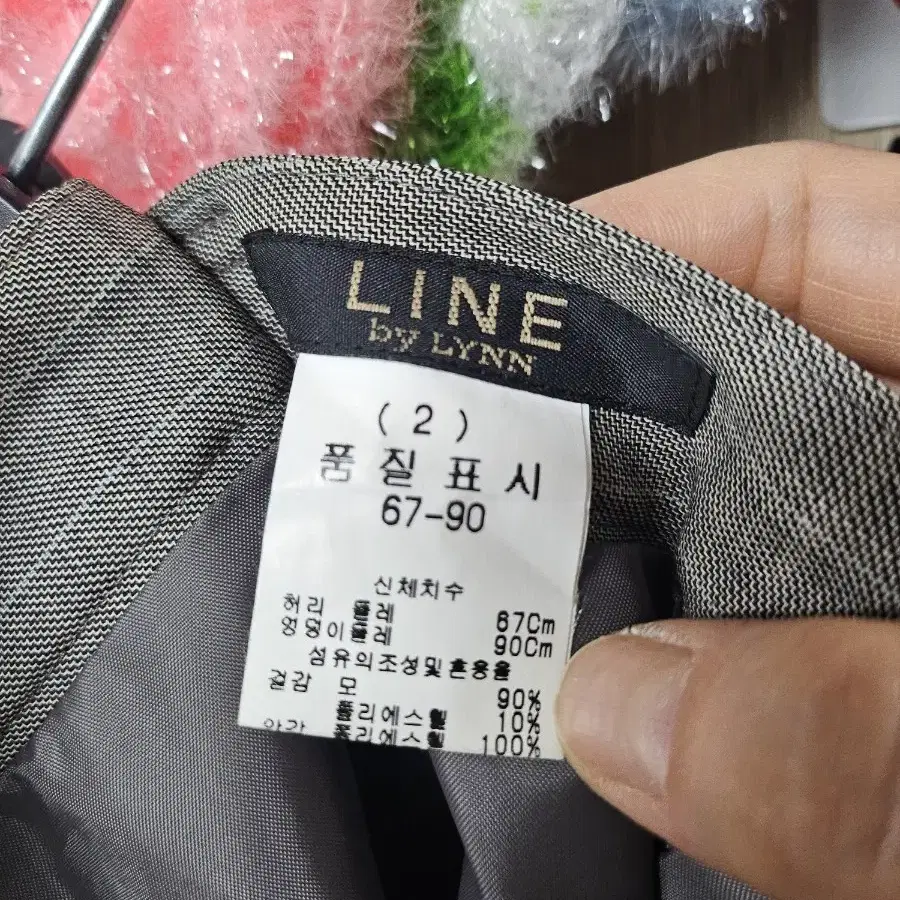 LINE
by LYNN
( 2 )
품 질 표 시
67-90
신체치수
허리 둘레 67Cm
엉덩이둘레 90Cm
섬유의조성및혼용율
겉감 모 90%
폴리에스텔 10%
안감 폴리에스텔 100%